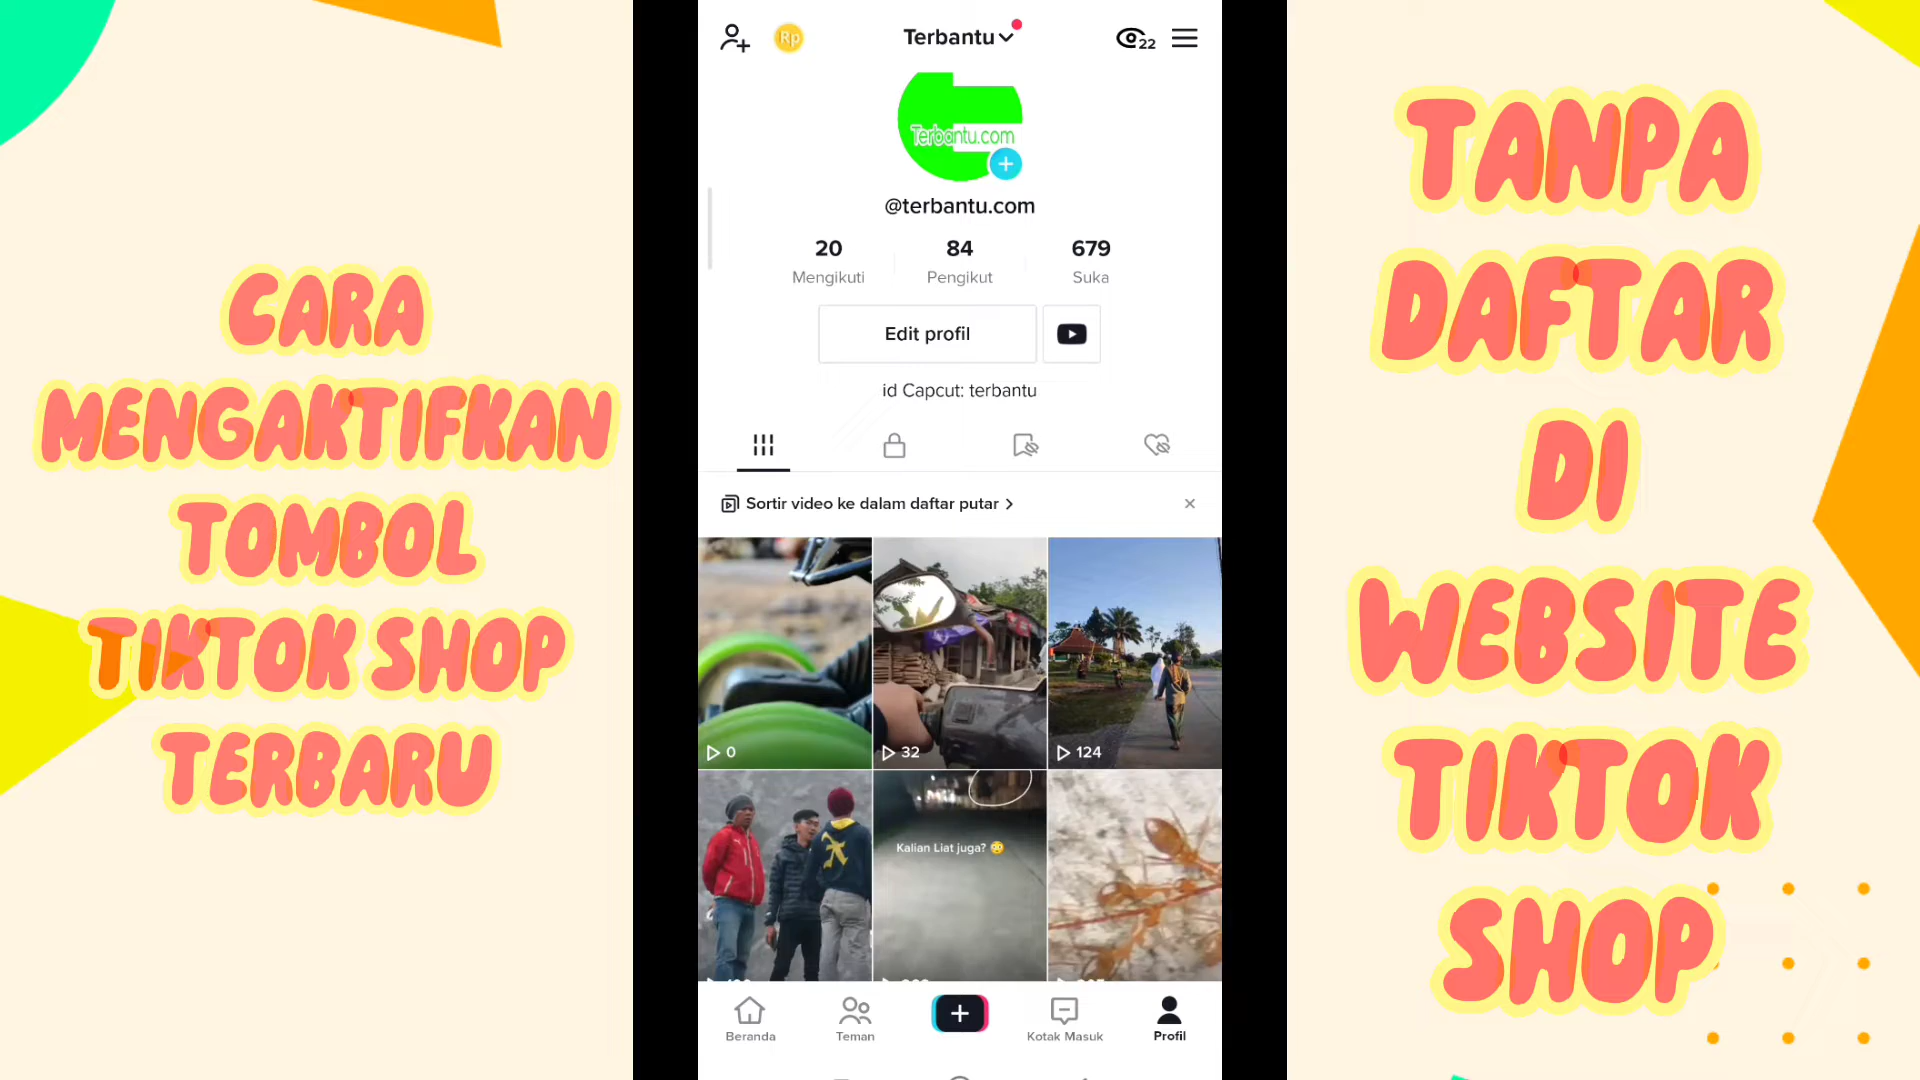 CARA
MENGAKTIFKAN
TOMBOL
TIKTOK SHOP
TERBARU
Rp
Terbantu
22
Terbantu.com
@terbantu.com
20
Mengikuti
84
Pengikut
679
Suka
Edit profil
id Capcut: terbantu
Sortir video ke dalam daftar putar
0
32
124
Kalian Liat juga? 😳
Beranda
Teman
Kotak Masuk
Profil
TANPA
DAFTAR
DI
WEBSITE
TIKTOK
SHOP